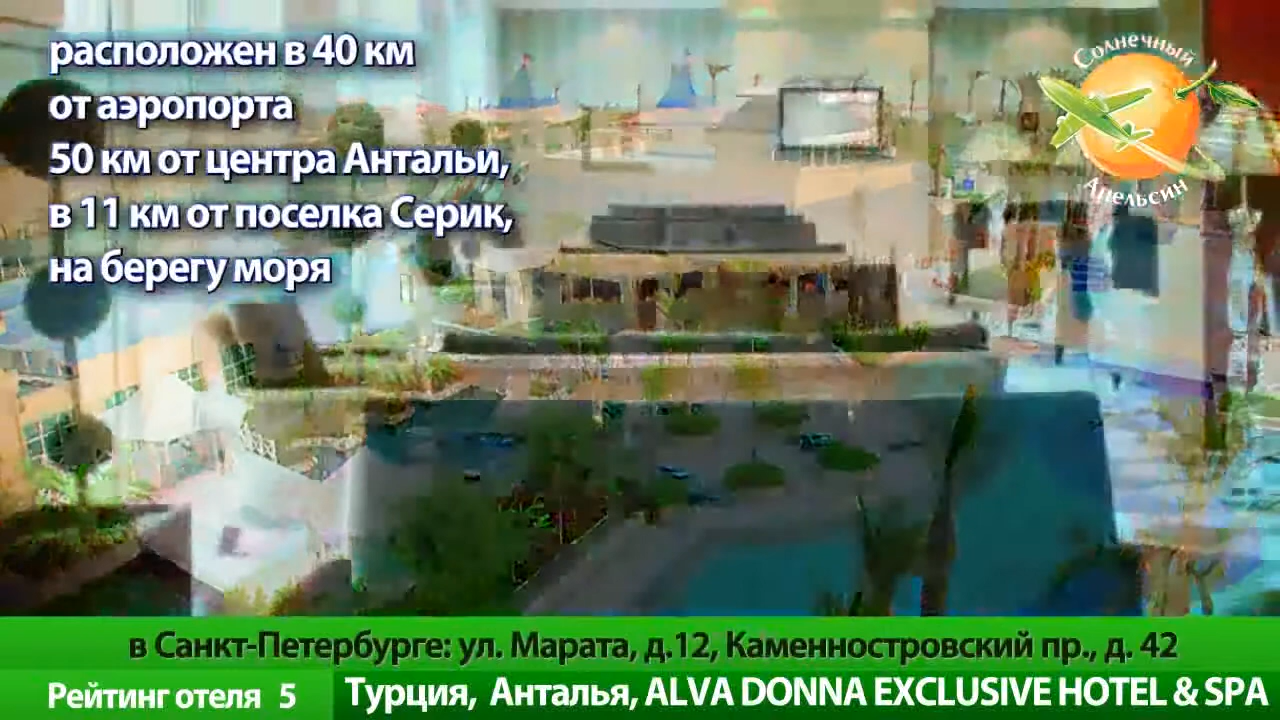 расположен в 40 км
от аэропорта
50 км от центра Антальи,
в 11 км от поселка Серик,
на берегу моря
Солнечный
Апельсин
в Санкт-Петербурге: ул. Марата, д.12, Каменностровский пр., д. 42
Рейтинг отеля 5
Турция, Анталья, ALVA DONNA EXCLUSIVE HOTEL & SPA